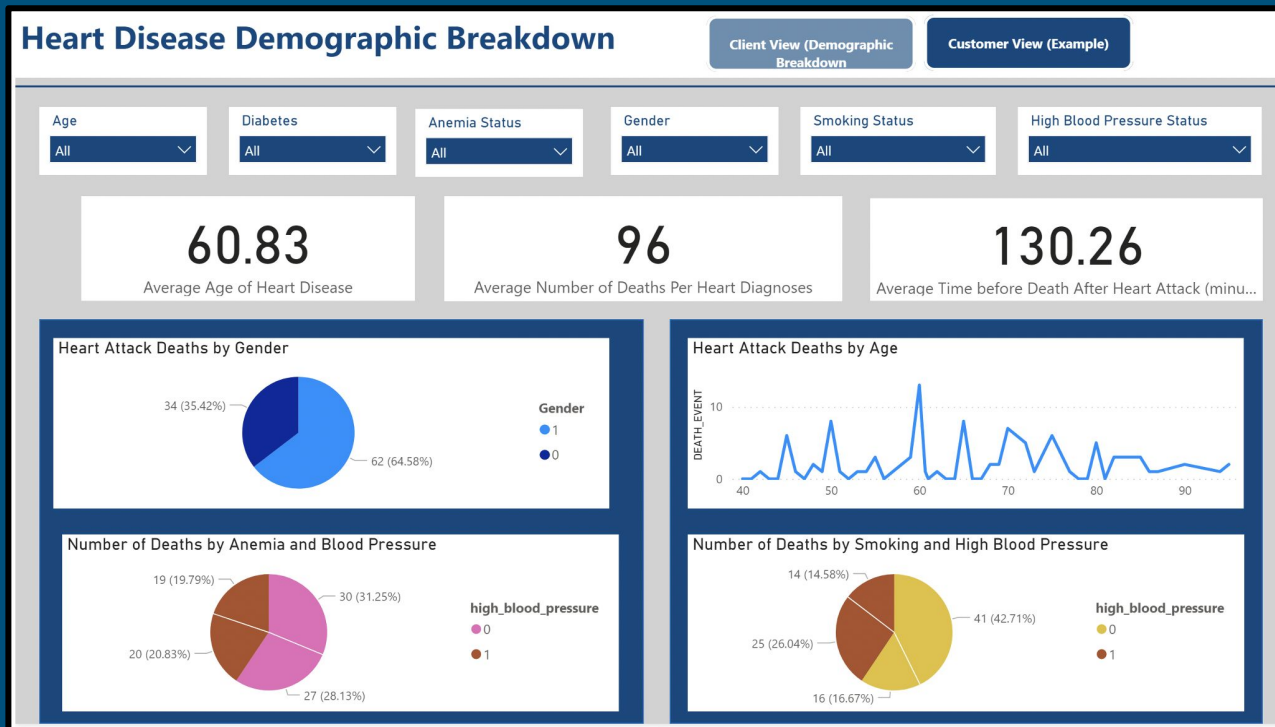 Heart Disease Demographic Breakdown
Client View (Demographic
Breakdown
Customer View (Example)
Age
All
Diabetes
All
Anemia Status
All
Gender
All
Smoking Status
All
High Blood Pressure Status
All
60.83
Average Age of Heart Disease
96
Average Number of Deaths Per Heart Diagnoses
130.26
Average Time before Death After Heart Attack (minu...
Heart Attack Deaths by Gender
34 (35.42%)
62 (64.58%)
Gender
1
0
Heart Attack Deaths by Age
DEATH_EVENT
10
0
40 50 60 70 80 90
Number of Deaths by Anemia and Blood Pressure
19 (19.79%)
30 (31.25%)
20 (20.83%)
27 (28.13%)
high_blood_pressure
0
1
Number of Deaths by Smoking and High Blood Pressure
14 (14.58%)
41 (42.71%)
25 (26.04%)
16 (16.67%)
high_blood_pressure
0
1